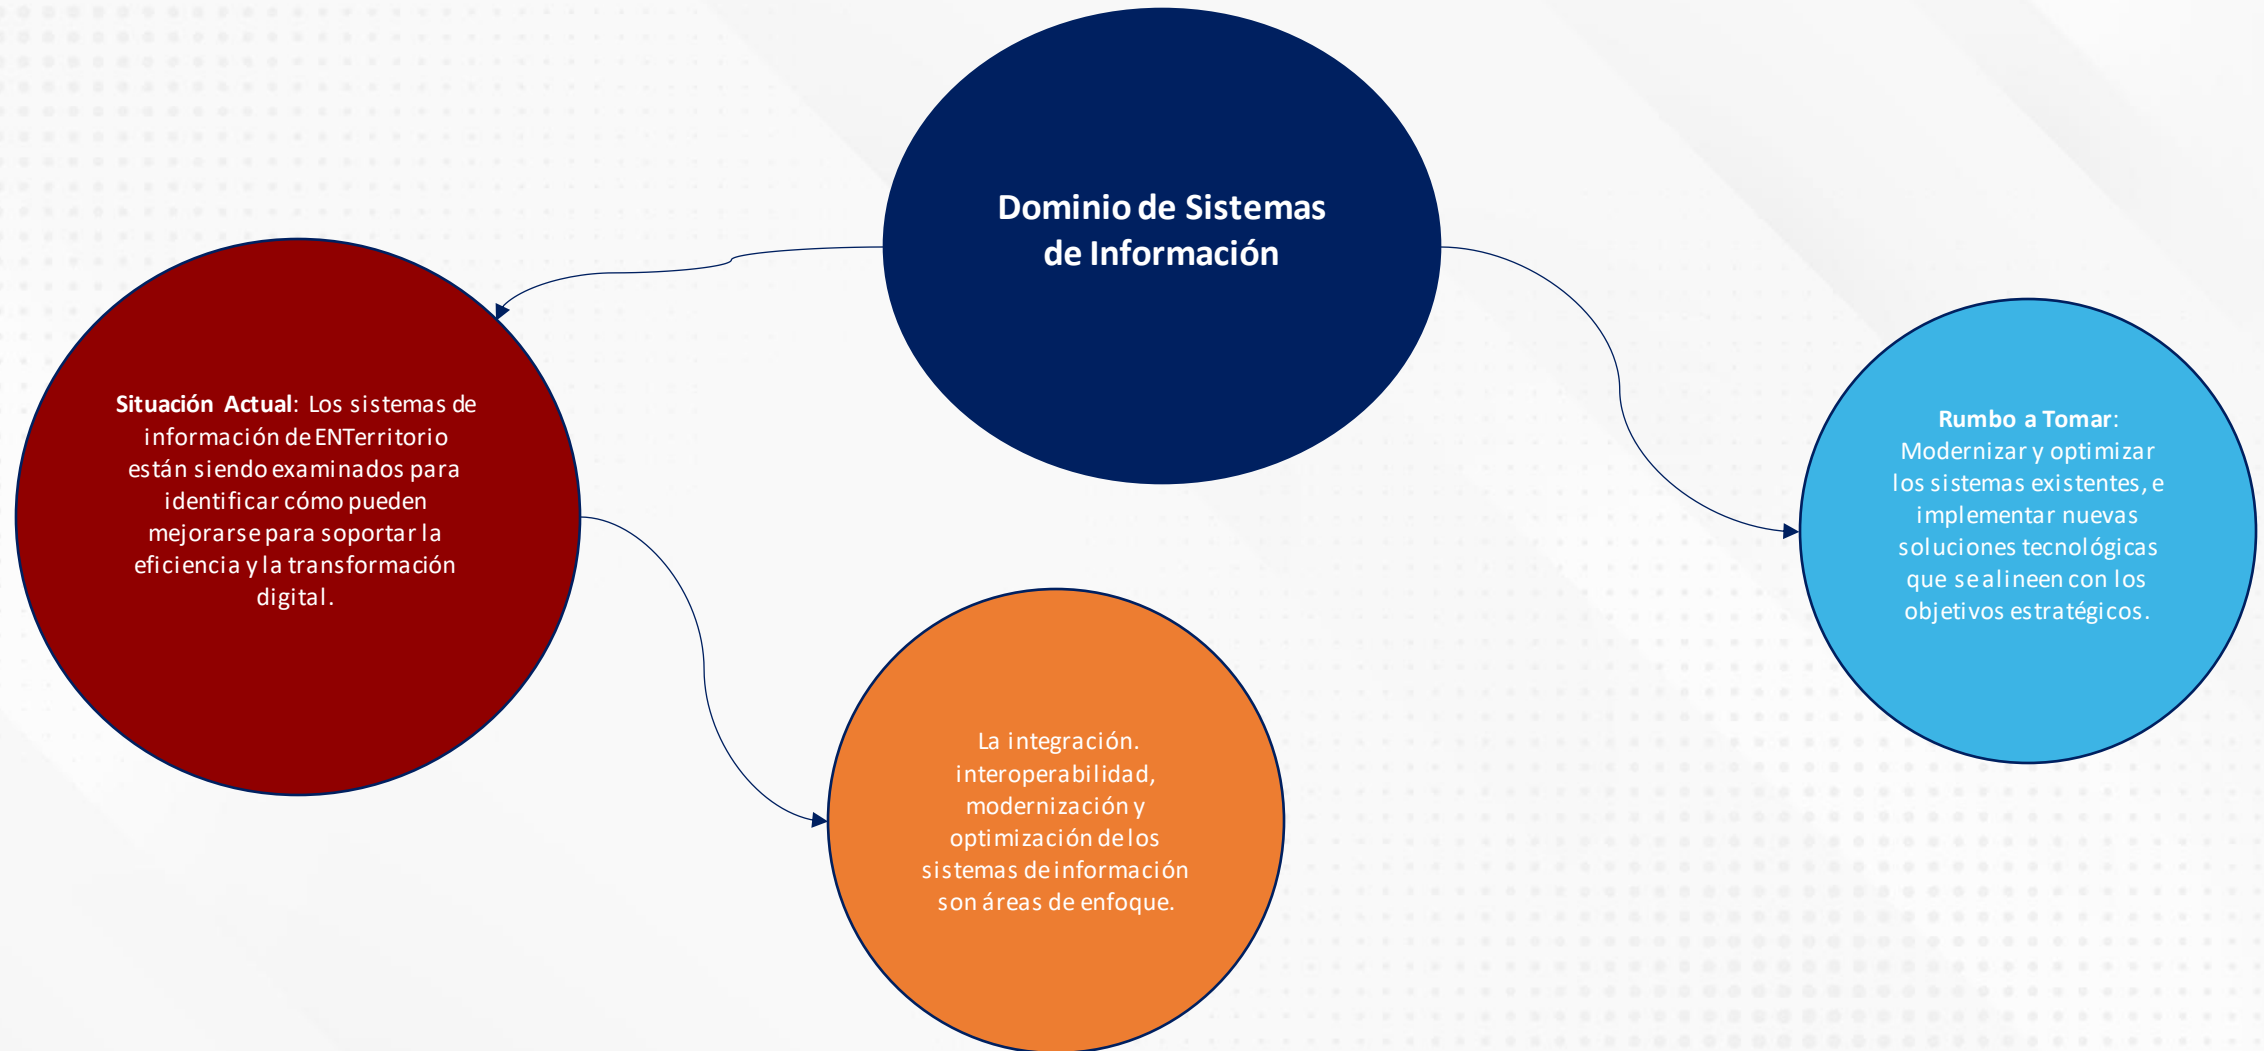 Dominio de Sistemas
de Información
Situación Actual: Los sistemas de
información de ENTerritorio
están siendo examinados para
identificar cómo pueden
mejorarse para soportar la
eficiencia y la transformación
digital.
La integración.
interoperabilidad,
modernización y
optimización de los
sistemas de información
son áreas de enfoque.
Rumbo a Tomar:
Modernizar y optimizar
los sistemas existentes, e
implementar nuevas
soluciones tecnológicas
que se alineen con los
objetivos estratégicos.